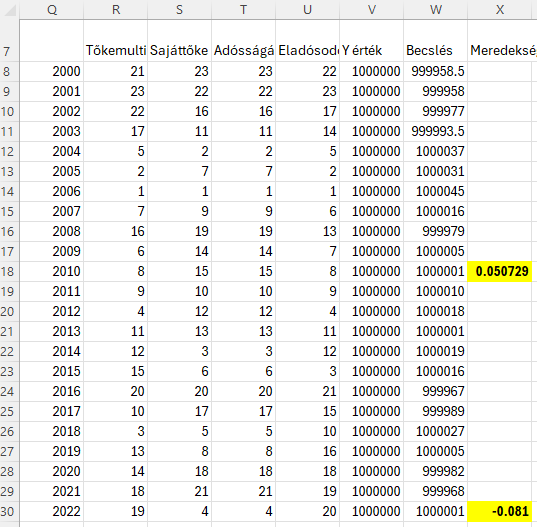 Q R S T U V W X
7 Tőkemulti Sajáttőke Adósságá Eladósod Y érték Becslés Meredeksé
8 2000 21 23 23 22 1000000 999958.5
9 2001 23 22 22 23 1000000 999958
10 2002 22 16 16 17 1000000 999977
11 2003 17 11 11 14 1000000 999993.5
12 2004 5 2 2 5 1000000 1000037
13 2005 2 7 7 2 1000000 1000031
14 2006 1 1 1 1 1000000 1000045
15 2007 7 9 9 6 1000000 1000016
16 2008 16 19 19 13 1000000 999979
17 2009 6 14 14 7 1000000 1000005
18 2010 8 15 15 8 1000000 1000001 0.050729
19 2011 9 10 10 9 1000000 1000010
20 2012 4 12 12 4 1000000 1000018
21 2013 11 13 13 11 1000000 1000001
22 2014 12 3 3 12 1000000 1000019
23 2015 15 6 6 3 1000000 1000016
24 2016 20 20 20 21 1000000 999967
25 2017 10 17 17 15 1000000 999989
26 2018 3 5 5 10 1000000 1000027
27 2019 13 8 8 16 1000000 1000005
28 2020 14 18 18 18 1000000 999982
29 2021 18 21 21 19 1000000 999968
30 2022 19 4 4 20 1000000 1000001 -0.081